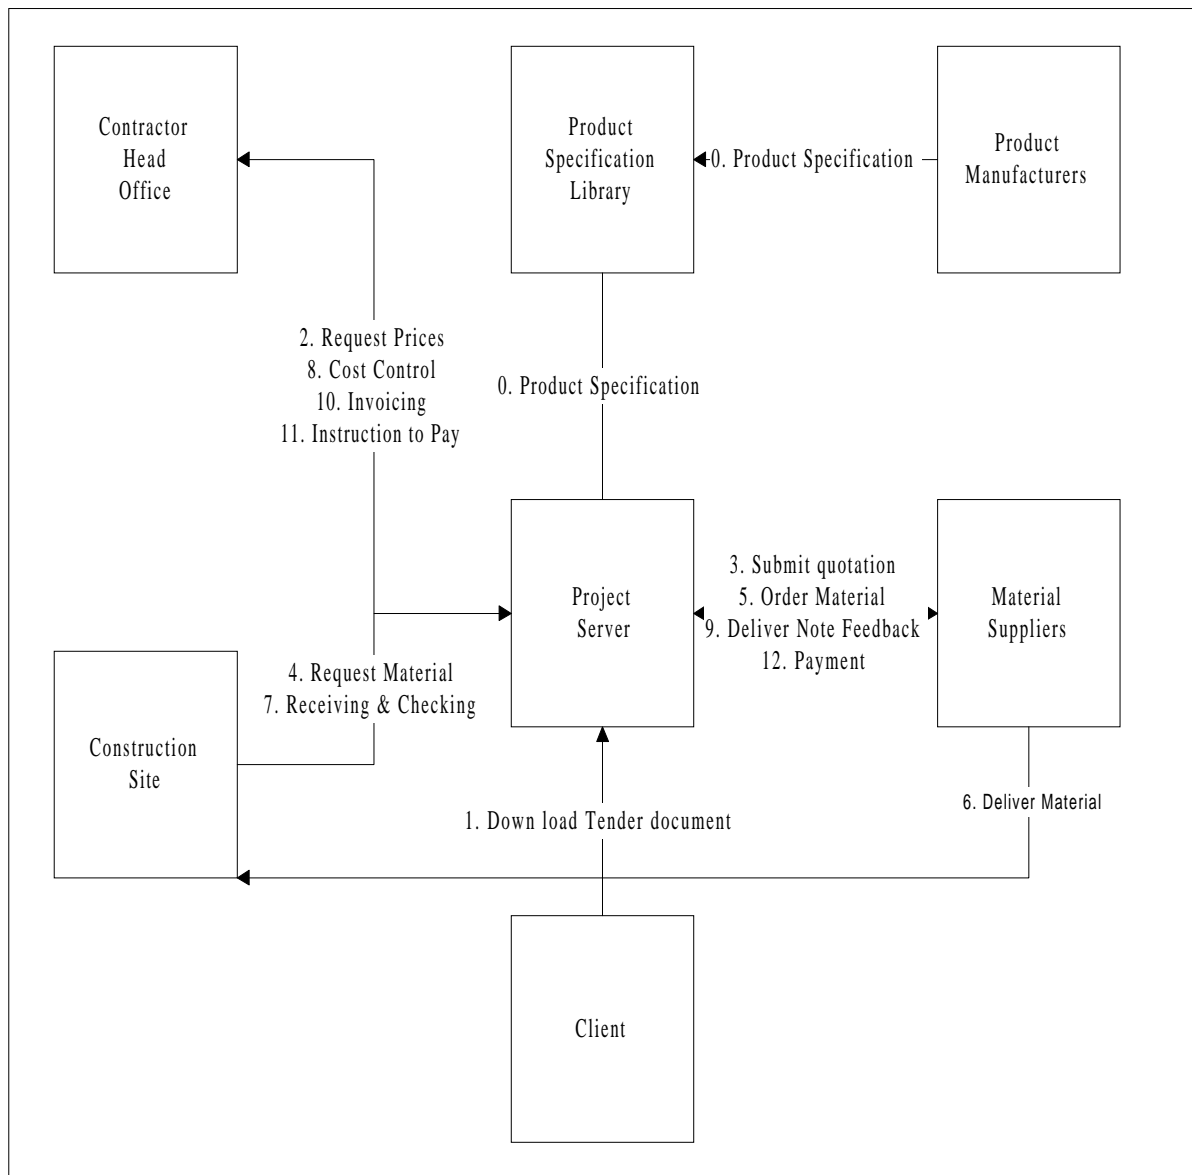 Contractor
Head
Office
Product
Specification
Library
0. Product Specification
Product
Manufacturers
2. Request Prices
8. Cost Control
10. Invoicing
11. Instruction to Pay
0. Product Specification
Project
Server
3. Submit quotation
5. Order Material
9. Deliver Note Feedback
12. Payment
Material
Suppliers
4. Request Material
7. Receiving & Checking
Construction
Site
1. Down load Tender document
6. Deliver Material
Client